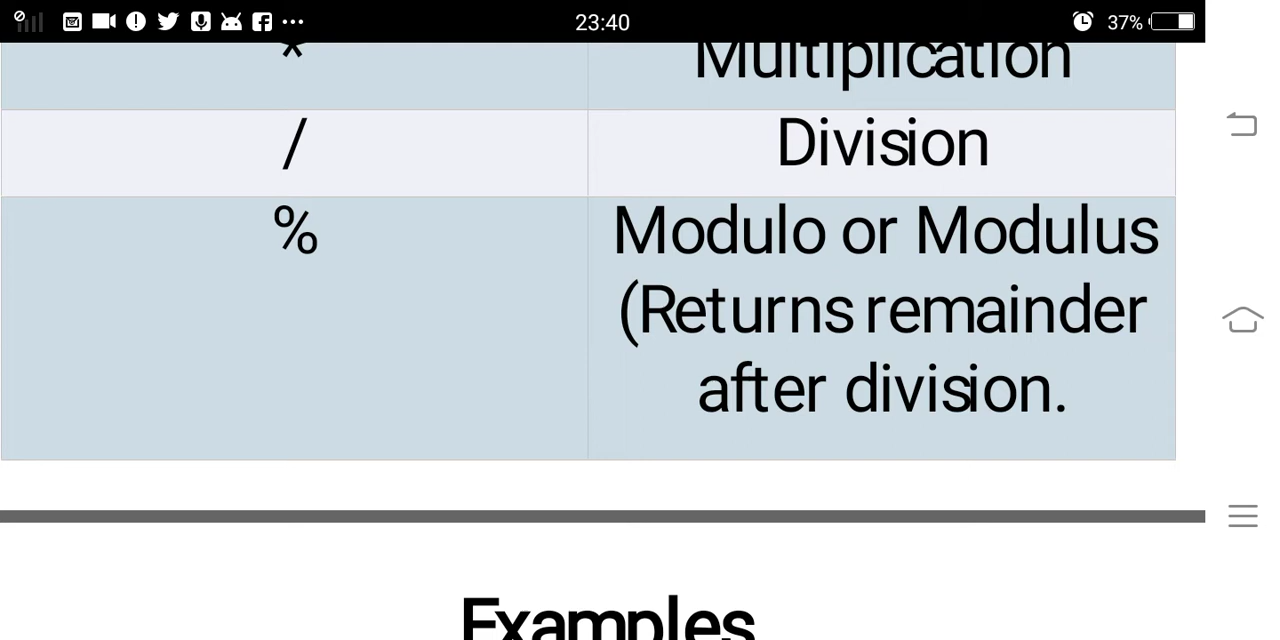 23:40
37%
* Multiplication
/ Division
% Modulo or Modulus
(Returns remainder
after division.
Examples